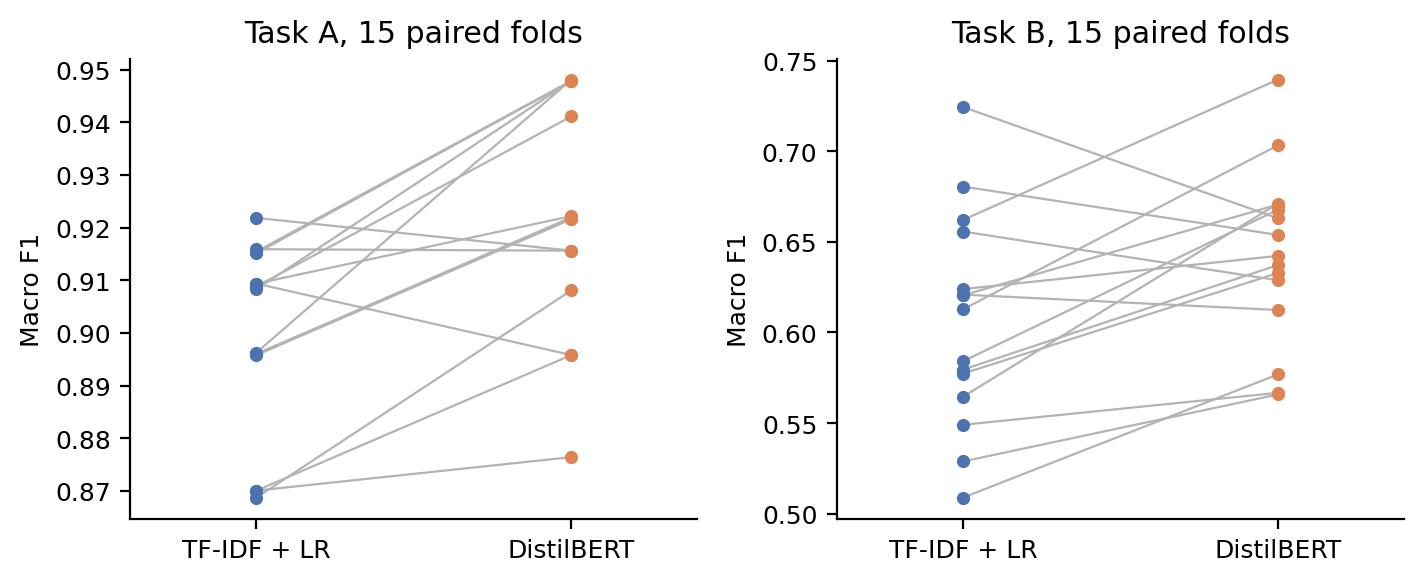 Task A, 15 paired folds
Macro F1
0.95
0.94
0.93
0.92
0.91
0.90
0.89
0.88
0.87
TF-IDF + LR
DistilBERT
Task B, 15 paired folds
Macro F1
0.75
0.70
0.65
0.60
0.55
0.50
TF-IDF + LR
DistilBERT